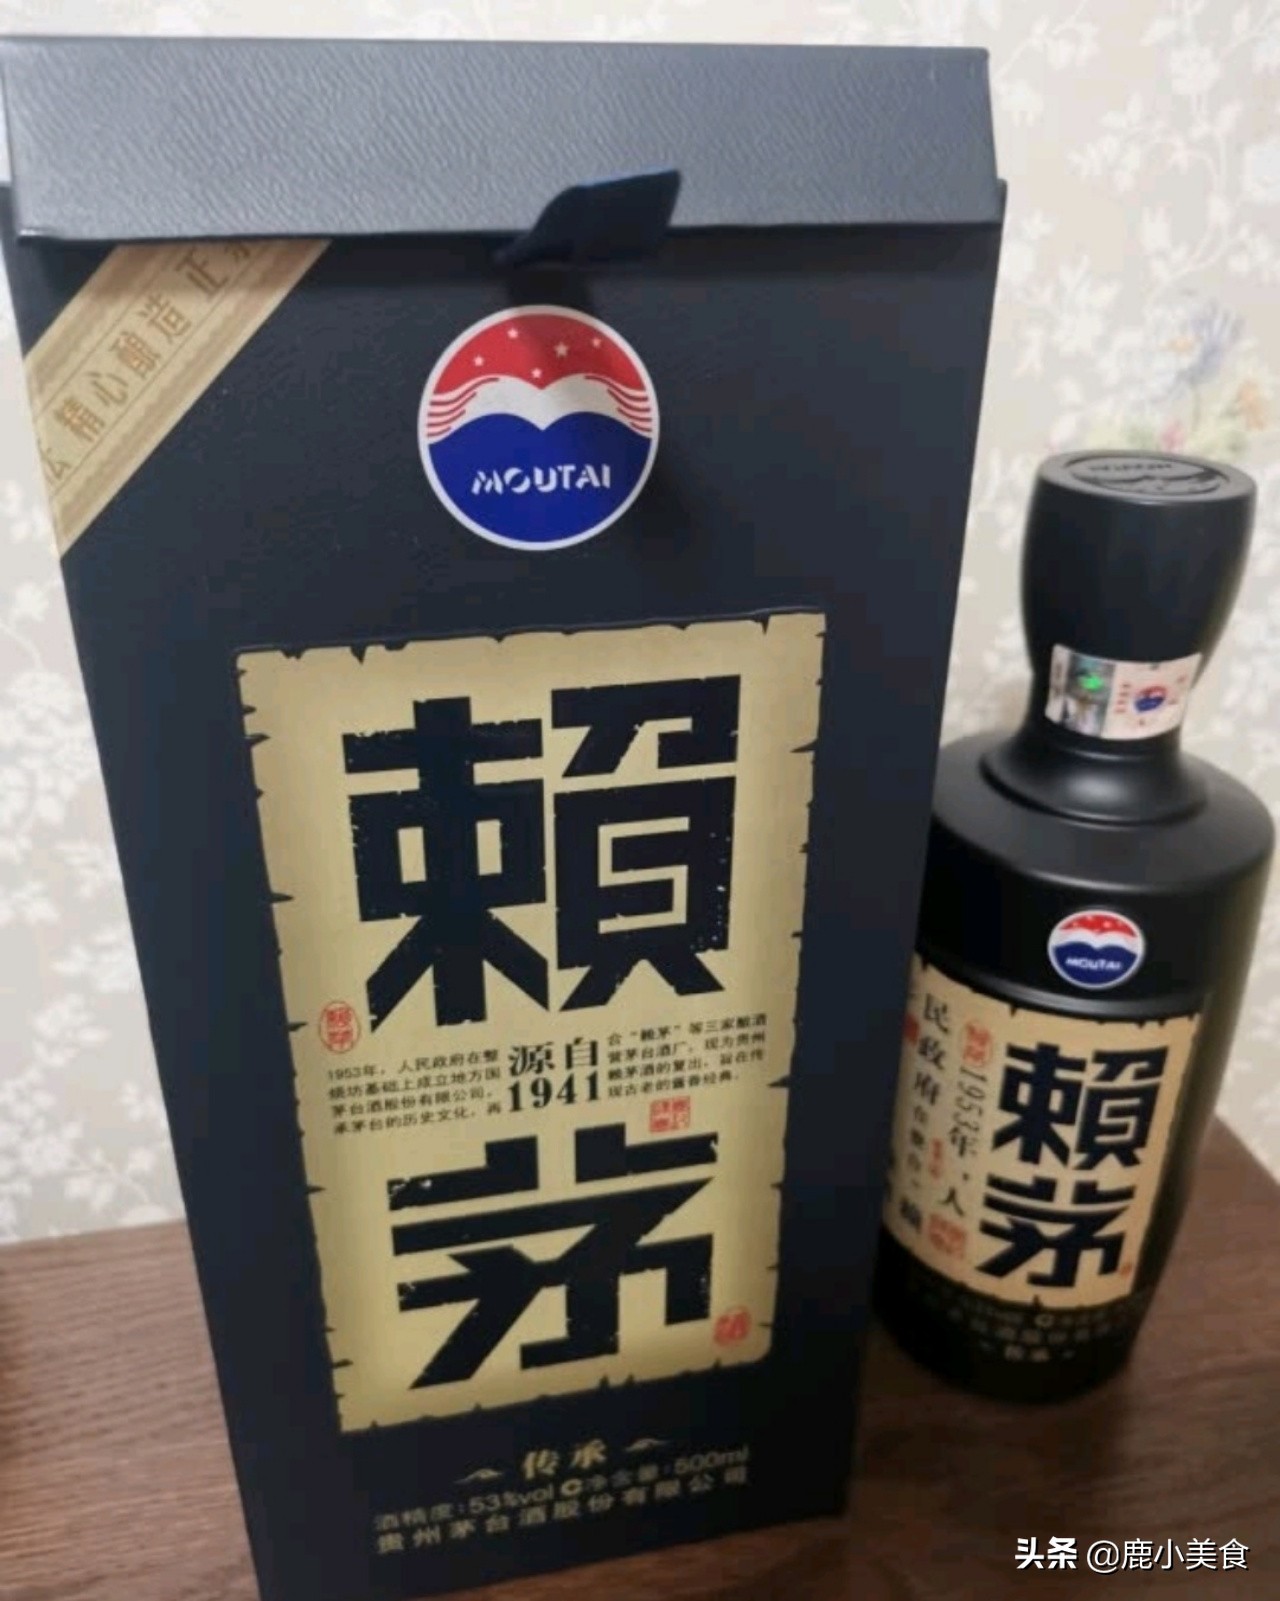 精心酿造 正
MOUTAI
賴
1953年，人民政府在整
合“赖茅”等三家酿酒
烧坊基础上成立地方国
营茅台酒厂，现为贵州
茅台酒股份有限公司，
赖茅酒的复出，旨在传
承茅台的历史文化，再
现古老的酱香经典。
源自
1941
茅
传承
酒精度：53%vol 净含量：500ml
贵州茅台酒股份有限公司
MOUTAI
賴茅
1953年，人
民政府在整合“赖
头条 @鹿小美食